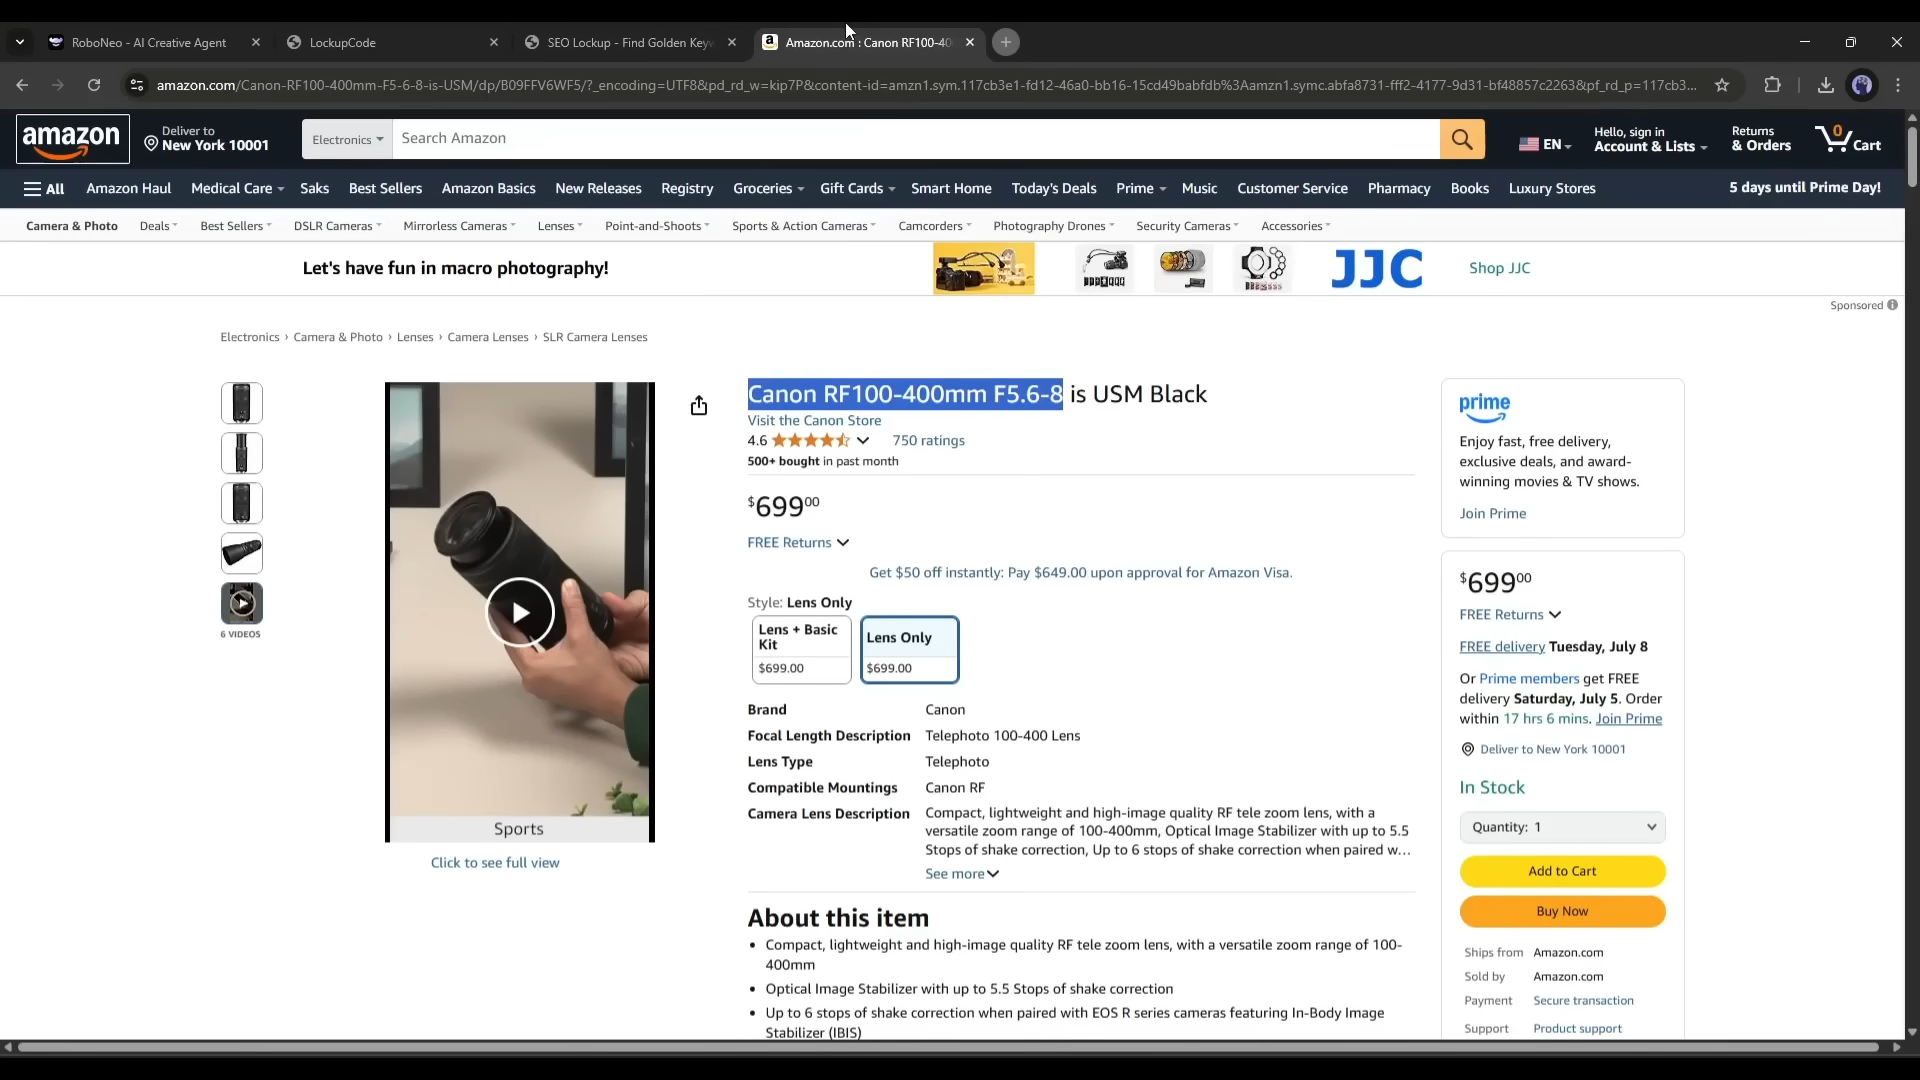 RoboNeo - AI Creative Agent
LockupCode
SEO Lockup - Find Golden Keyw
Amazon.com : Canon RF100-40
amazon.com/Canon-RF100-400mm-F5-6-8-is-USM/dp/B09FFV6WF5/?_encoding=UTF8&pd_rd_w=kip7P&content-id=amzn1.sym.117cb3e1-fd12-46a0-bb16-15cd49babfdb%3Aamzn1.symc.abfa8731-fff2-4177-9d31-bf48857c2263&pf_rd_p=117cb3...
amazon
Deliver to
New York 10001
Electronics
Search Amazon
EN
Hello, sign in
Account & Lists
Returns
& Orders
0
Cart
All
Amazon Haul
Medical Care
Saks
Best Sellers
Amazon Basics
New Releases
Registry
Groceries
Gift Cards
Smart Home
Today's Deals
Prime
Music
Customer Service
Pharmacy
Books
Luxury Stores
5 days until Prime Day!
Camera & Photo
Deals
Best Sellers
DSLR Cameras
Mirrorless Cameras
Lenses
Point-and-Shoots
Sports & Action Cameras
Camcorders
Photography Drones
Security Cameras
Accessories
Let's have fun in macro photography!
JJC
Shop JJC
Sponsored
Electronics › Camera & Photo › Lenses › Camera Lenses › SLR Camera Lenses
6 VIDEOS
Sports
Click to see full view
Canon RF100-400mm F5.6-8 is USM Black
Visit the Canon Store
4.6
750 ratings
500+ bought in past month
$69900
FREE Returns
Get $50 off instantly: Pay $649.00 upon approval for Amazon Visa.
Style: Lens Only
Lens + Basic
Kit
$699.00
Lens Only
$699.00
Brand Canon
Focal Length Description Telephoto 100-400 Lens
Lens Type Telephoto
Compatible Mountings Canon RF
Camera Lens Description Compact, lightweight and high-image quality RF tele zoom lens, with a
versatile zoom range of 100-400mm, Optical Image Stabilizer with up to 5.5
Stops of shake correction, Up to 6 stops of shake correction when paired w...
See more
About this item
• Compact, lightweight and high-image quality RF tele zoom lens, with a versatile zoom range of 100-
400mm
• Optical Image Stabilizer with up to 5.5 Stops of shake correction
• Up to 6 stops of shake correction when paired with EOS R series cameras featuring In-Body Image
Stabilizer (IBIS)
prime
Enjoy fast, free delivery,
exclusive deals, and award-
winning movies & TV shows.
Join Prime
$69900
FREE Returns
FREE delivery Tuesday, July 8
Or Prime members get FREE
delivery Saturday, July 5. Order
within 17 hrs 6 mins. Join Prime
Deliver to New York 10001
In Stock
Quantity: 1
Add to Cart
Buy Now
Ships from Amazon.com
Sold by Amazon.com
Payment Secure transaction
Support Product support